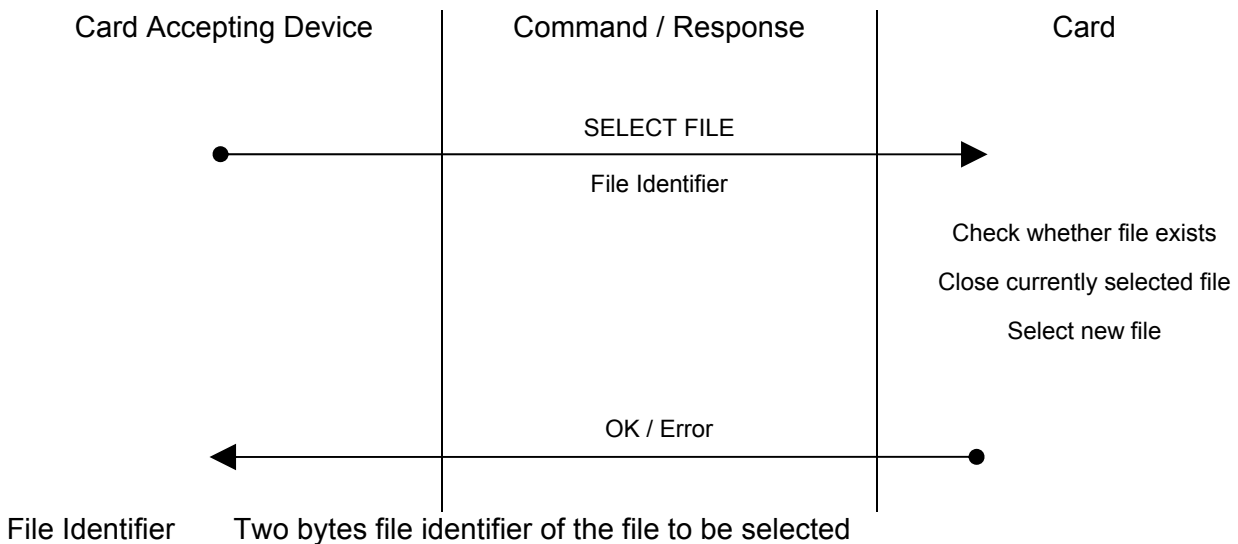 Card Accepting Device Command / Response Card
SELECT FILE
File Identifier
Check whether file exists
Close currently selected file
Select new file
OK / Error
File Identifier Two bytes file identifier of the file to be selected